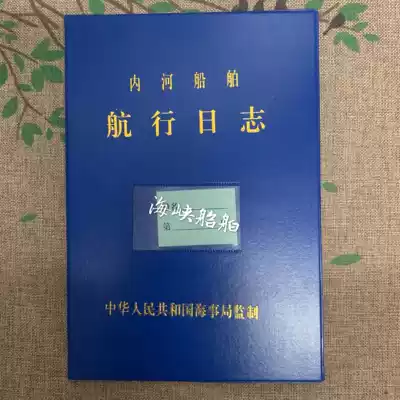 内河船舶
航行日志
海峡船舶
第
中华人民共和国海事局监制